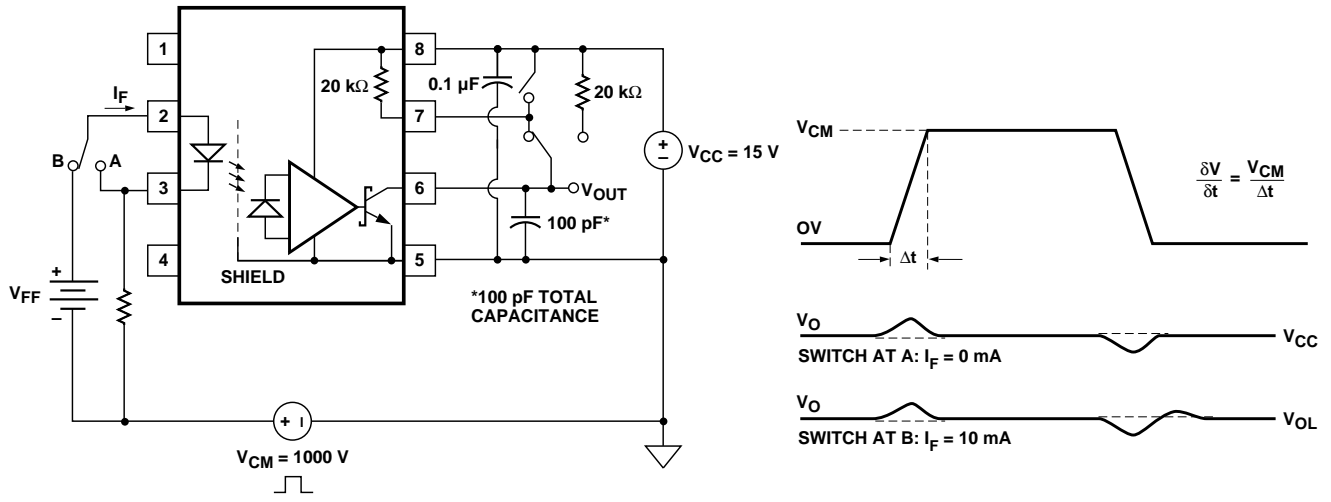 1
8
20 kΩ
0.1 µF
20 kΩ
I_F
2
7
B
A
V_CC = 15 V
3
6
V_OUT
100 pF*
4
5
SHIELD
V_FF
+
–
*100 pF TOTAL
CAPACITANCE
+
–
+ –
V_CM = 1000 V
V_CM
δV/δt = V_CM/Δt
OV
Δt
V_O
V_CC
SWITCH AT A: I_F = 0 mA
V_O
V_OL
SWITCH AT B: I_F = 10 mA